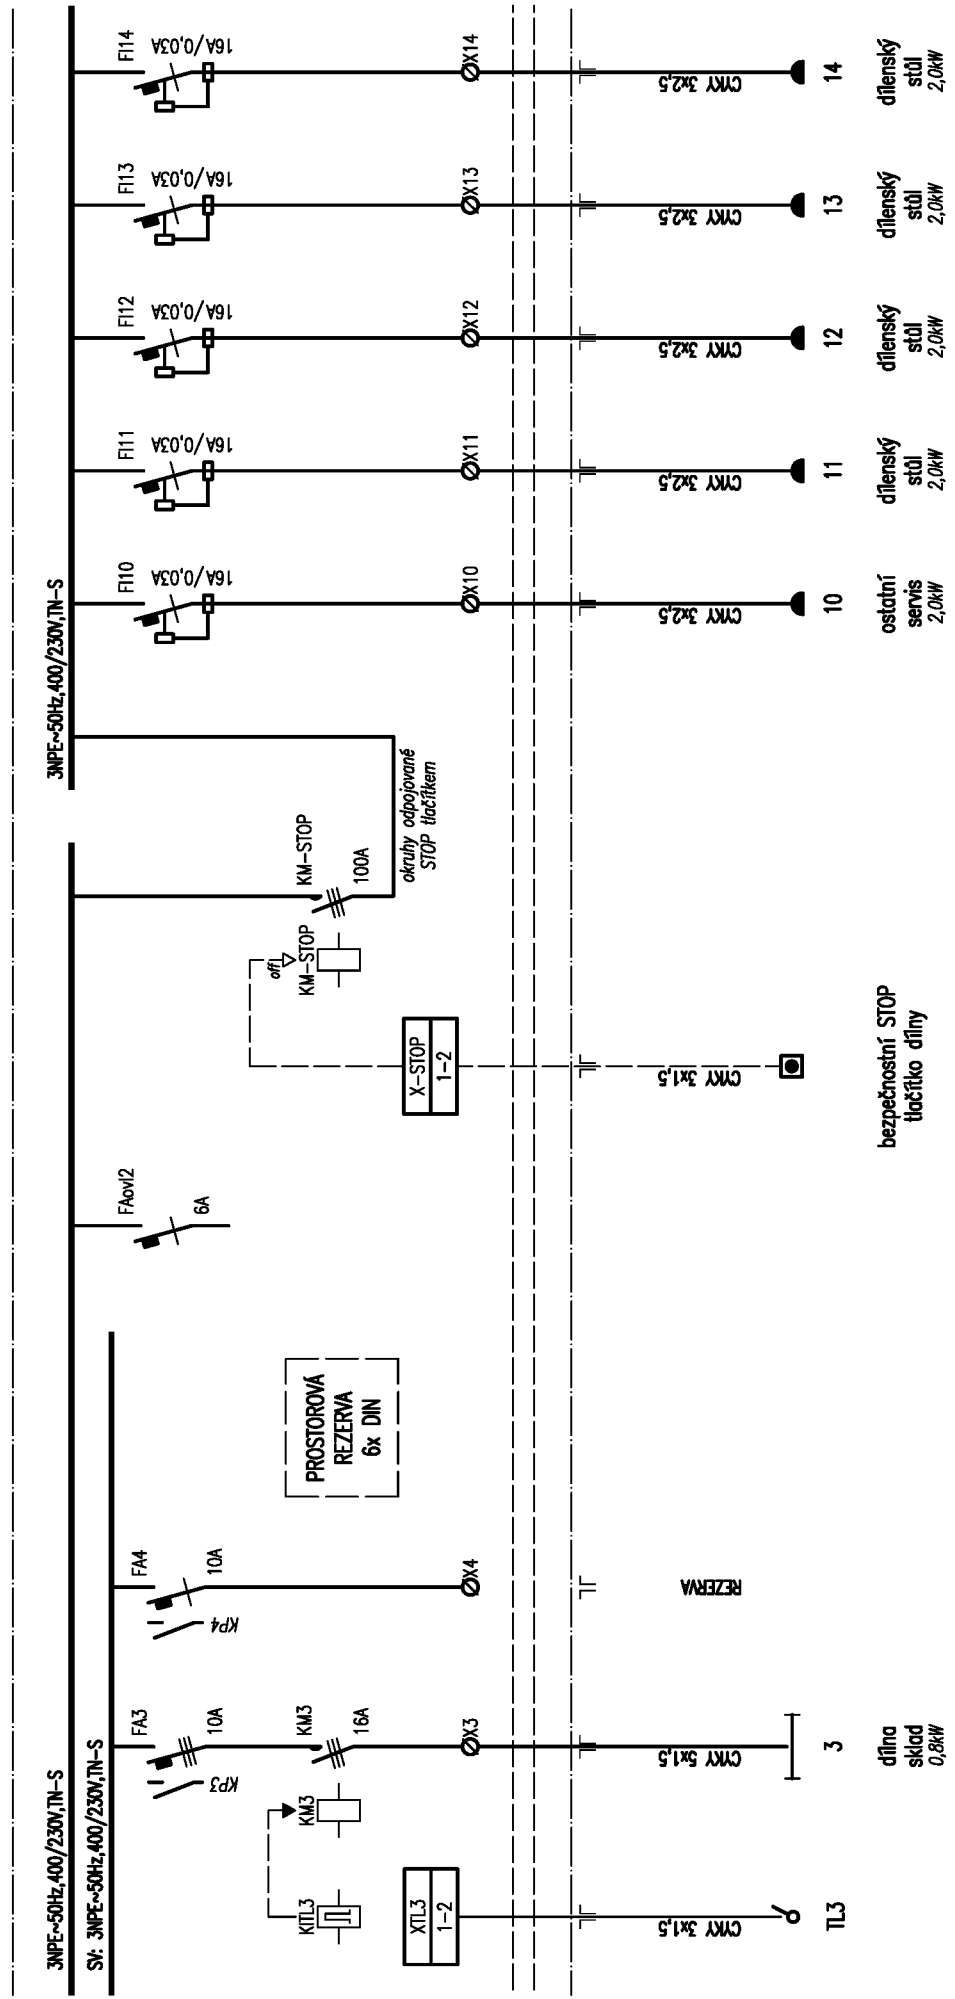 3NPE~50Hz,400/230V,TN-S
SV: 3NPE~50Hz,400/230V,TN-S
3NPE~50Hz,400/230V,TN-S
KITL3
XTL3
1-2
CYKY 3x1,5
TL3
FA3
10A
KP3
KM3
16A
KM3
X3
CYKY 5x1,5
3
dílna
sklad
0,8kW
FA4
10A
KP4
X4
REZERVA
PROSTOROVÁ
REZERVA
6x DIN
FAovl2
6A
X-STOP
1-2
CYKY 3x1,5
bezpečnostní STOP
tlačítko dílny
off
KM-STOP
KM-STOP
100A
okruhy odpojované
STOP tlačítkem
FI10
16A/0,03A
X10
CYKY 3x2,5
10
ostatní
servis
2,0kW
FI11
16A/0,03A
X11
CYKY 3x2,5
11
dílenský
stůl
2,0kW
FI12
16A/0,03A
X12
CYKY 3x2,5
12
dílenský
stůl
2,0kW
FI13
16A/0,03A
X13
CYKY 3x2,5
13
dílenský
stůl
2,0kW
FI14
16A/0,03A
X14
CYKY 3x2,5
14
dílenský
stůl
2,0kW